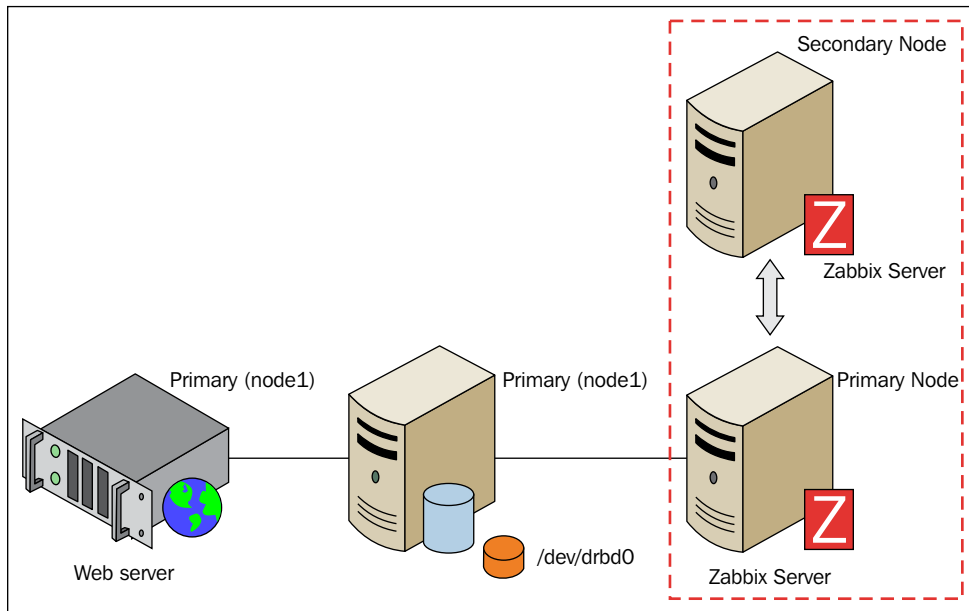 Secondary Node
Z
Zabbix Server
Primary (node1)
Primary (node1)
Primary Node
/dev/drbd0
Z
Web server
Zabbix Server